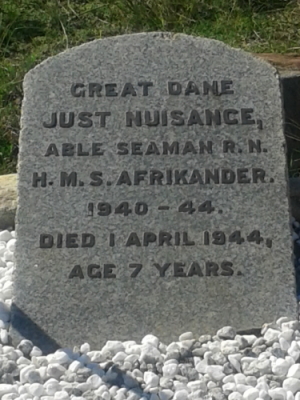 GREAT DANE
JUST NUISANCE,
ABLE SEAMAN R.N.
H.M.S. AFRIKANDER.
1940 - 44.
DIED 1 APRIL 1944,
AGE 7 YEARS.